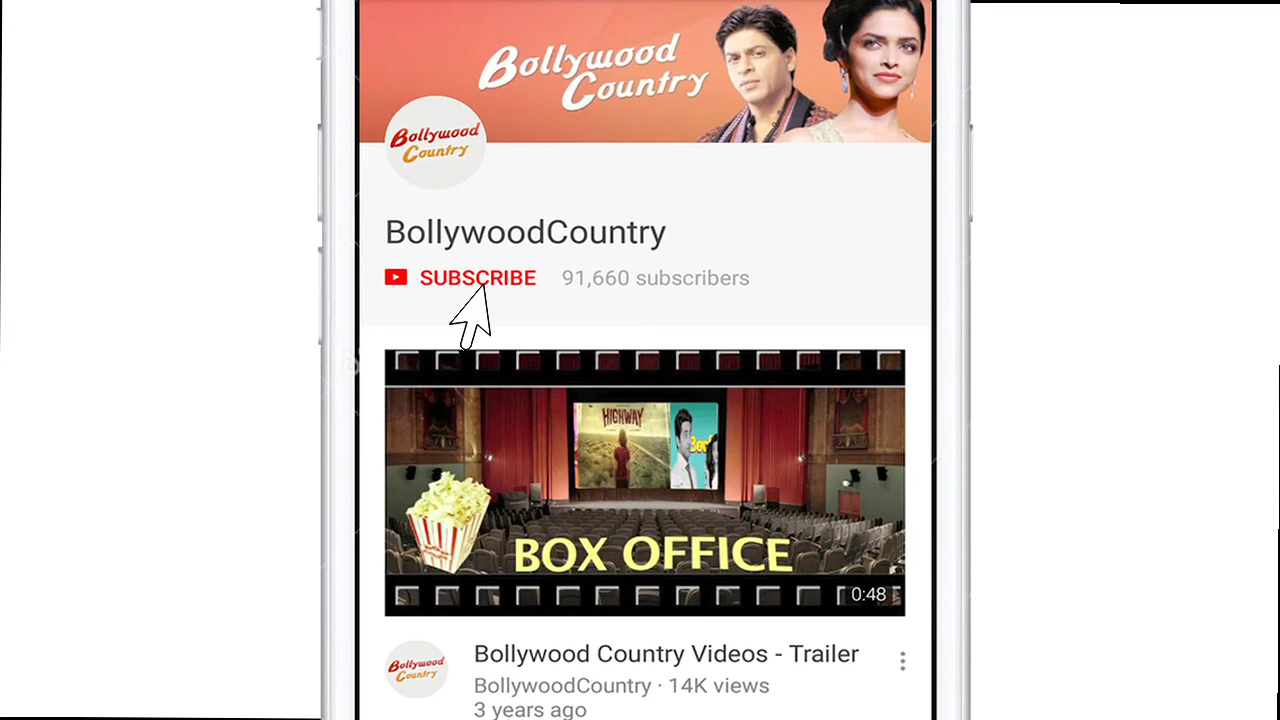 Bollywood
Country
Bollywood
Country
BollywoodCountry
SUBSCRIBE 91,660 subscribers
HIGHWAY
BOX OFFICE
0:48
Bollywood
Country
Bollywood Country Videos - Trailer
BollywoodCountry · 14K views
3 years ago